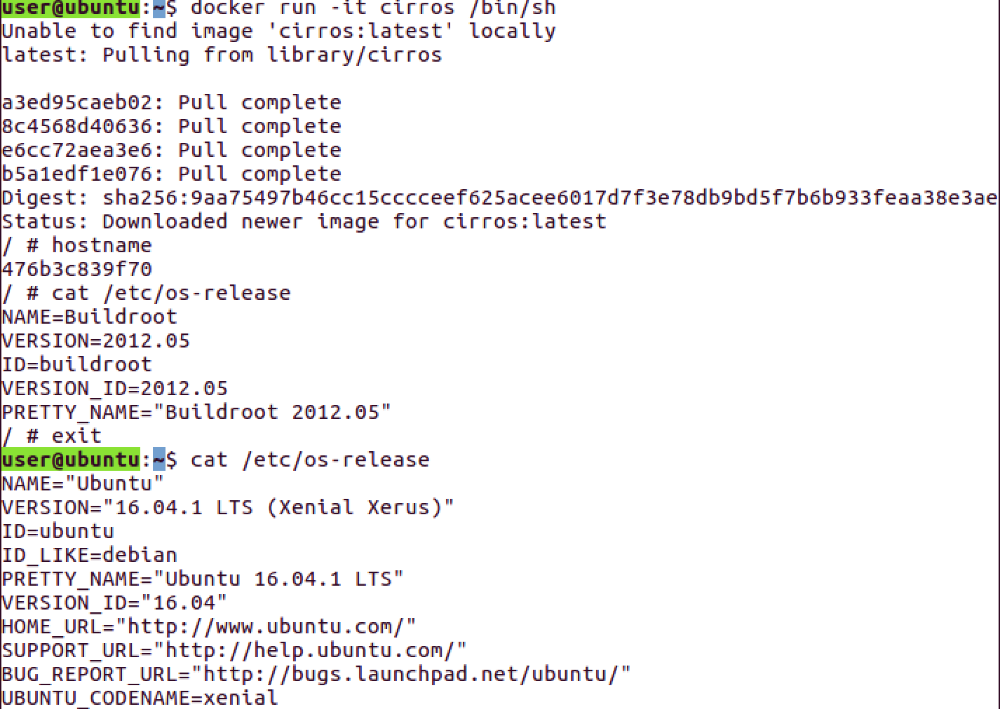 user@ubuntu:~$ docker run -it cirros /bin/sh
Unable to find image 'cirros:latest' locally
latest: Pulling from library/cirros
a3ed95caeb02: Pull complete
8c4568d40636: Pull complete
e6cc72aea3e6: Pull complete
b5a1edf1e076: Pull complete
Digest: sha256:9aa75497b46cc15cccceef625acee6017d7f3e78db9bd5f7b6b933feaa38e3ae
Status: Downloaded newer image for cirros:latest
/ # hostname
476b3c839f70
/ # cat /etc/os-release
NAME=Buildroot
VERSION=2012.05
ID=buildroot
VERSION_ID=2012.05
PRETTY_NAME="Buildroot 2012.05"
/ # exit
user@ubuntu:~$ cat /etc/os-release
NAME="Ubuntu"
VERSION="16.04.1 LTS (Xenial Xerus)"
ID=ubuntu
ID_LIKE=debian
PRETTY_NAME="Ubuntu 16.04.1 LTS"
VERSION_ID="16.04"
HOME_URL="http://www.ubuntu.com/"
SUPPORT_URL="http://help.ubuntu.com/"
BUG_REPORT_URL="http://bugs.launchpad.net/ubuntu/"
UBUNTU_CODENAME=xenial